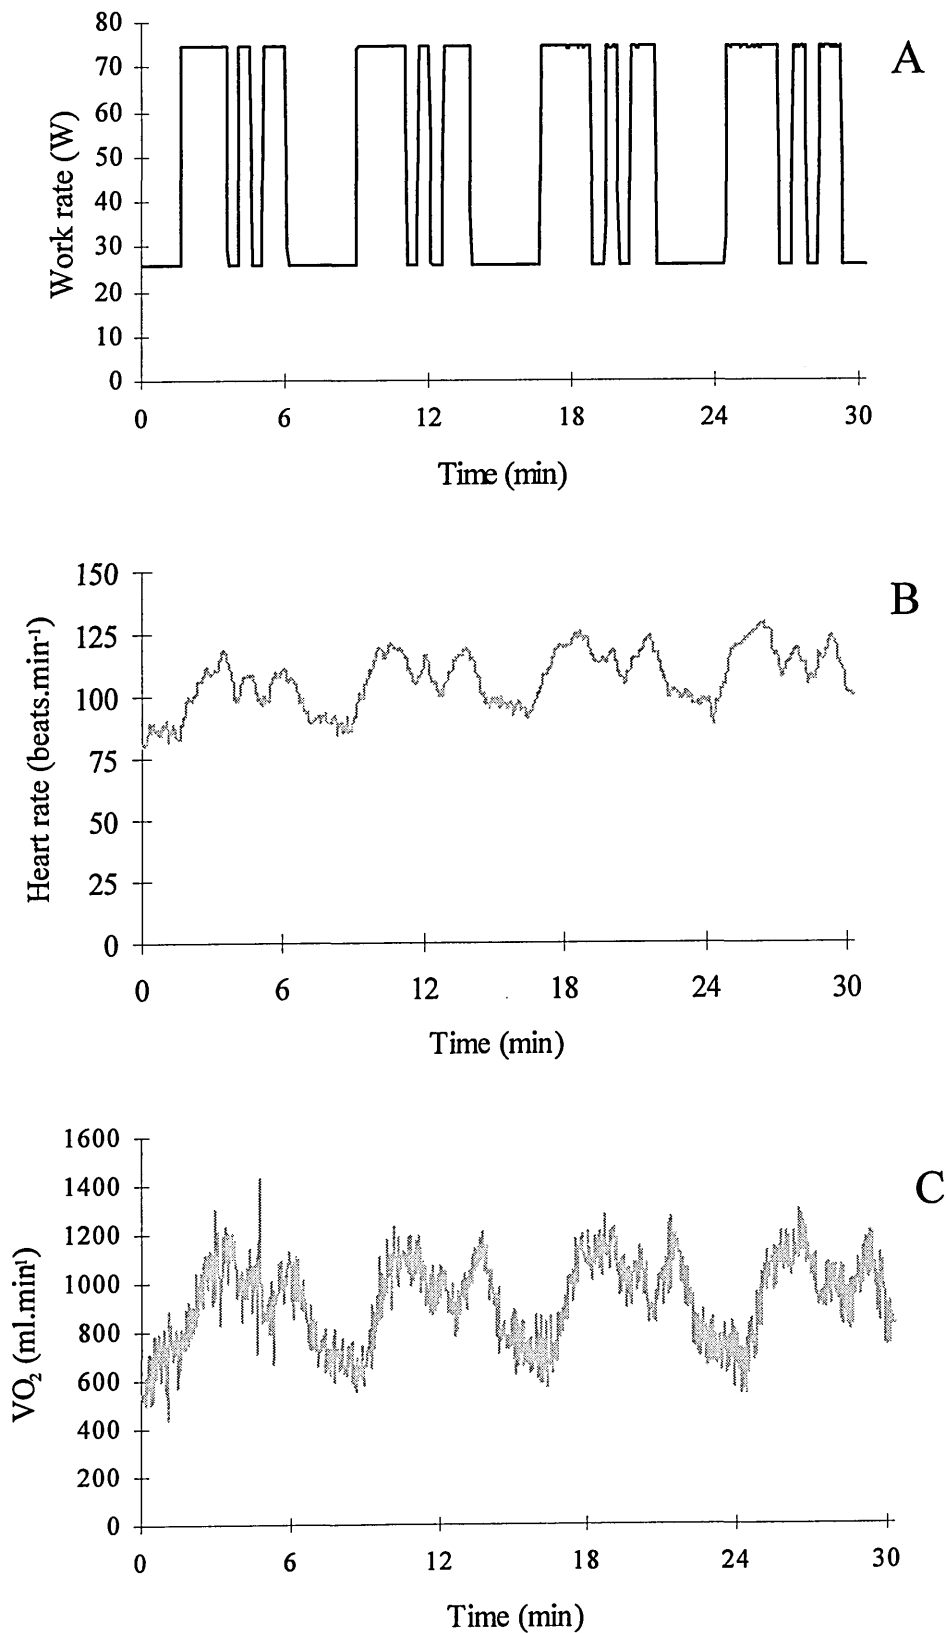 A
Work rate (W)
80
70
60
50
40
30
20
10
0
0 6 12 18 24 30
Time (min)
B
Heart rate (beats.min-1)
150
125
100
75
50
25
0
0 6 12 18 24 30
Time (min)
C
VO2 (ml.min1)
1600
1400
1200
1000
800
600
400
200
0
0 6 12 18 24 30
Time (min)